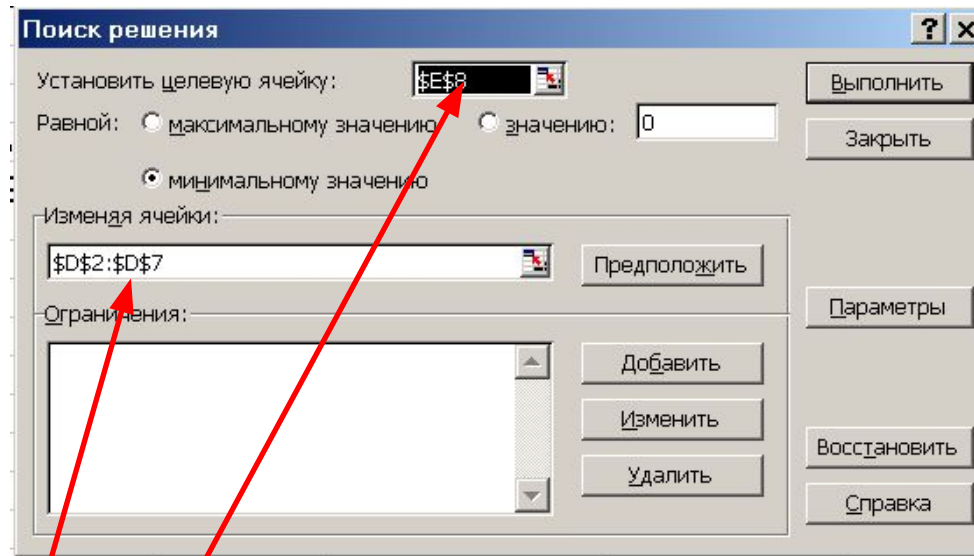 Поиск решения
Установить целевую ячейку: $E$8
Равной: максимальному значению значению: 0
минимальному значению
Изменяя ячейки:
$D$2:$D$7
Предположить
Ограничения:
Добавить
Изменить
Удалить
Выполнить
Закрыть
Параметры
Восстановить
Справка